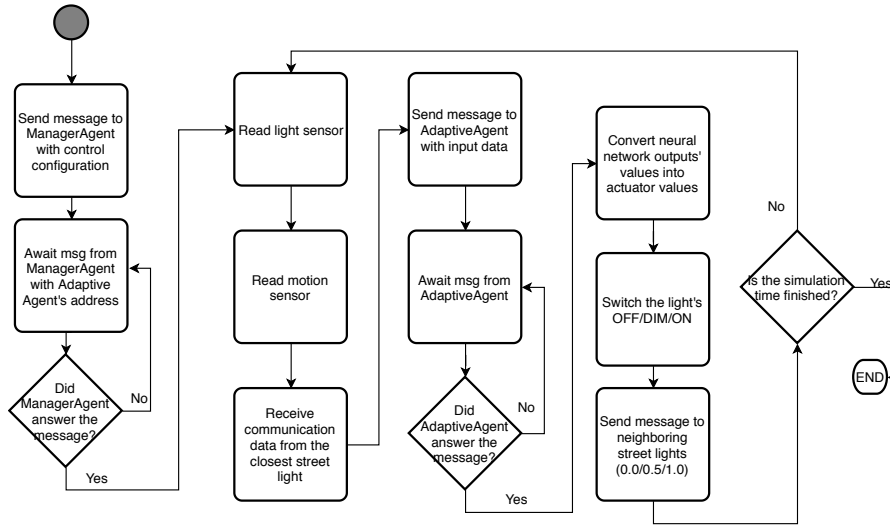 Send message to
ManagerAgent
with control
configuration
Await msg from
ManagerAgent
with Adaptive
Agent's address
Did
ManagerAgent
answer the
message?
No
Yes
Read light sensor
Read motion
sensor
Receive
communication
data from the
closest street
light
Send message to
AdaptiveAgent
with input data
Await msg from
AdaptiveAgent
Did
AdaptiveAgent
answer the
message?
No
Yes
Convert neural
network outputs'
values into
actuator values
Switch the light's
OFF/DIM/ON
Send message to
neighboring
street lights
(0.0/0.5/1.0)
No
Is the simulation
time finished?
Yes
END